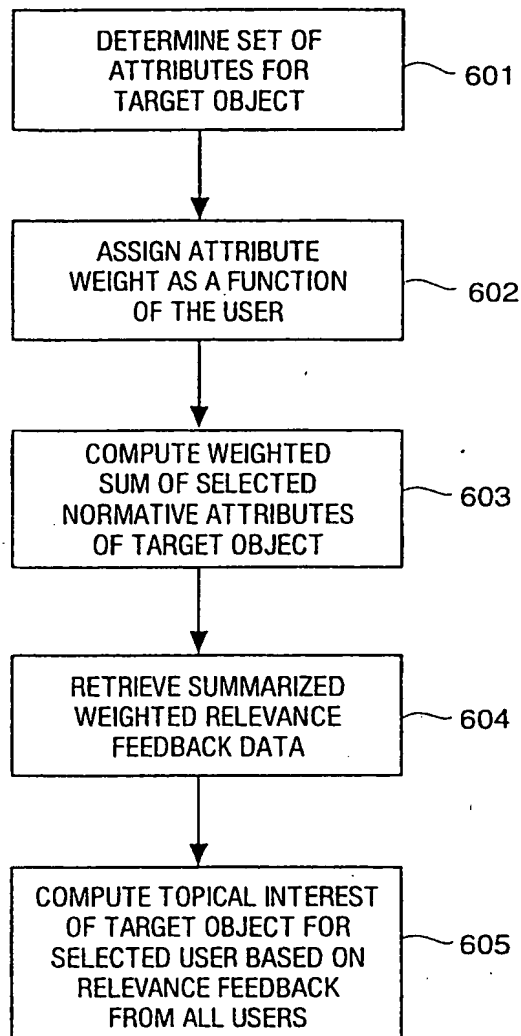 DETERMINE SET OF
ATTRIBUTES FOR
TARGET OBJECT
601
ASSIGN ATTRIBUTE
WEIGHT AS A FUNCTION
OF THE USER
602
COMPUTE WEIGHTED
SUM OF SELECTED
NORMATIVE ATTRIBUTES
OF TARGET OBJECT
603
RETRIEVE SUMMARIZED
WEIGHTED RELEVANCE
FEEDBACK DATA
604
COMPUTE TOPICAL INTEREST
OF TARGET OBJECT FOR
SELECTED USER BASED ON
RELEVANCE FEEDBACK
FROM ALL USERS
605